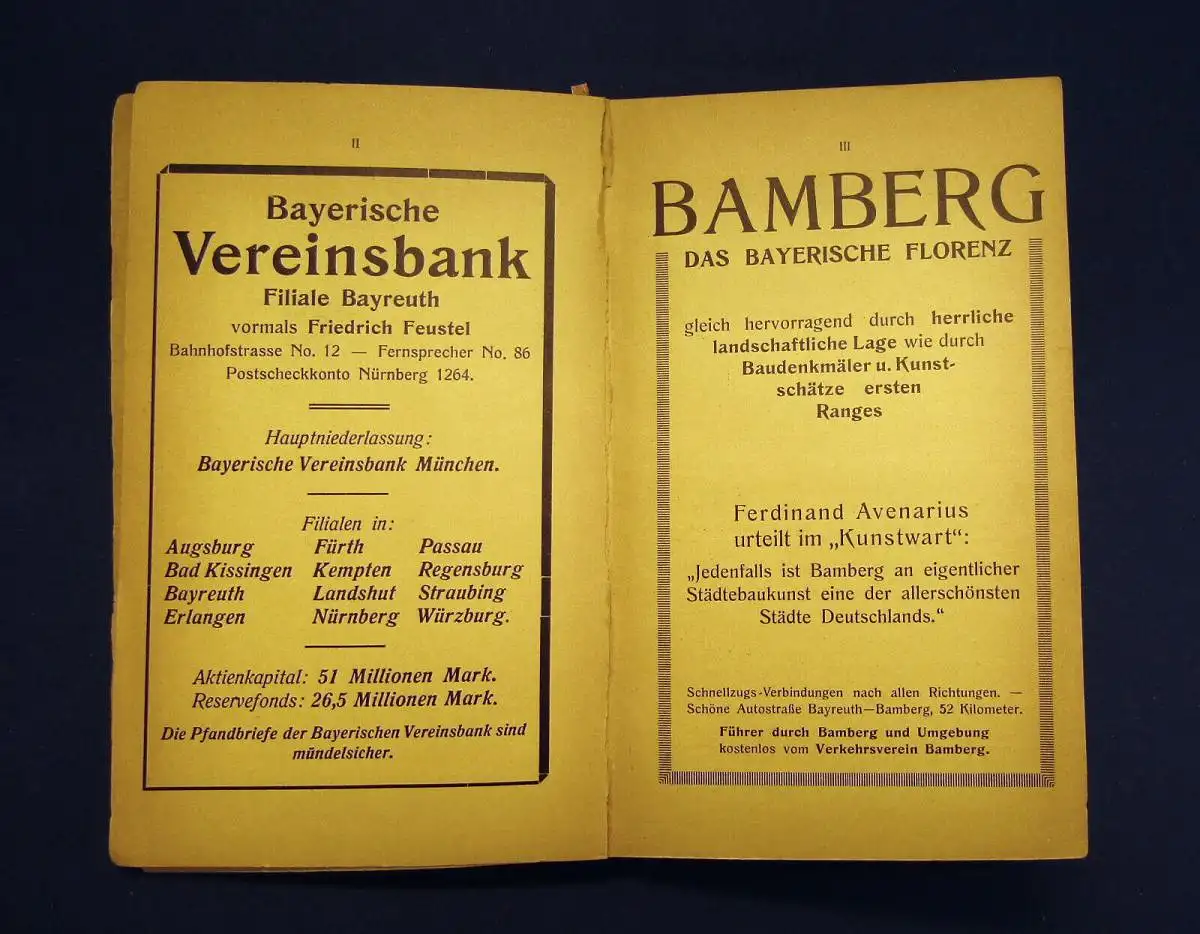 II
Bayerische
Vereinsbank
Filiale Bayreuth
vormals Friedrich Feustel
Bahnhofstrasse No. 12 — Fernsprecher No. 86
Postscheckkonto Nürnberg 1264.
Hauptniederlassung:
Bayerische Vereinsbank München.
Filialen in:
Augsburg Fürth Passau
Bad Kissingen Kempten Regensburg
Bayreuth Landshut Straubing
Erlangen Nürnberg Würzburg.
Aktienkapital: 51 Millionen Mark.
Reservefonds: 26,5 Millionen Mark.
Die Pfandbriefe der Bayerischen Vereinsbank sind
mündelsicher.
III
BAMBERG
DAS BAYERISCHE FLORENZ
gleich hervorragend durch herrliche
landschaftliche Lage wie durch
Baudenkmäler u. Kunst-
schätze ersten
Ranges
Ferdinand Avenarius
urteilt im „Kunstwart“:
„Jedenfalls ist Bamberg an eigentlicher
Städtebaukunst eine der allerschönsten
Städte Deutschlands.“
Schnellzugs-Verbindungen nach allen Richtungen. —
Schöne Autostraße Bayreuth—Bamberg, 52 Kilometer.
Führer durch Bamberg und Umgebung
kostenlos vom Verkehrsverein Bamberg.